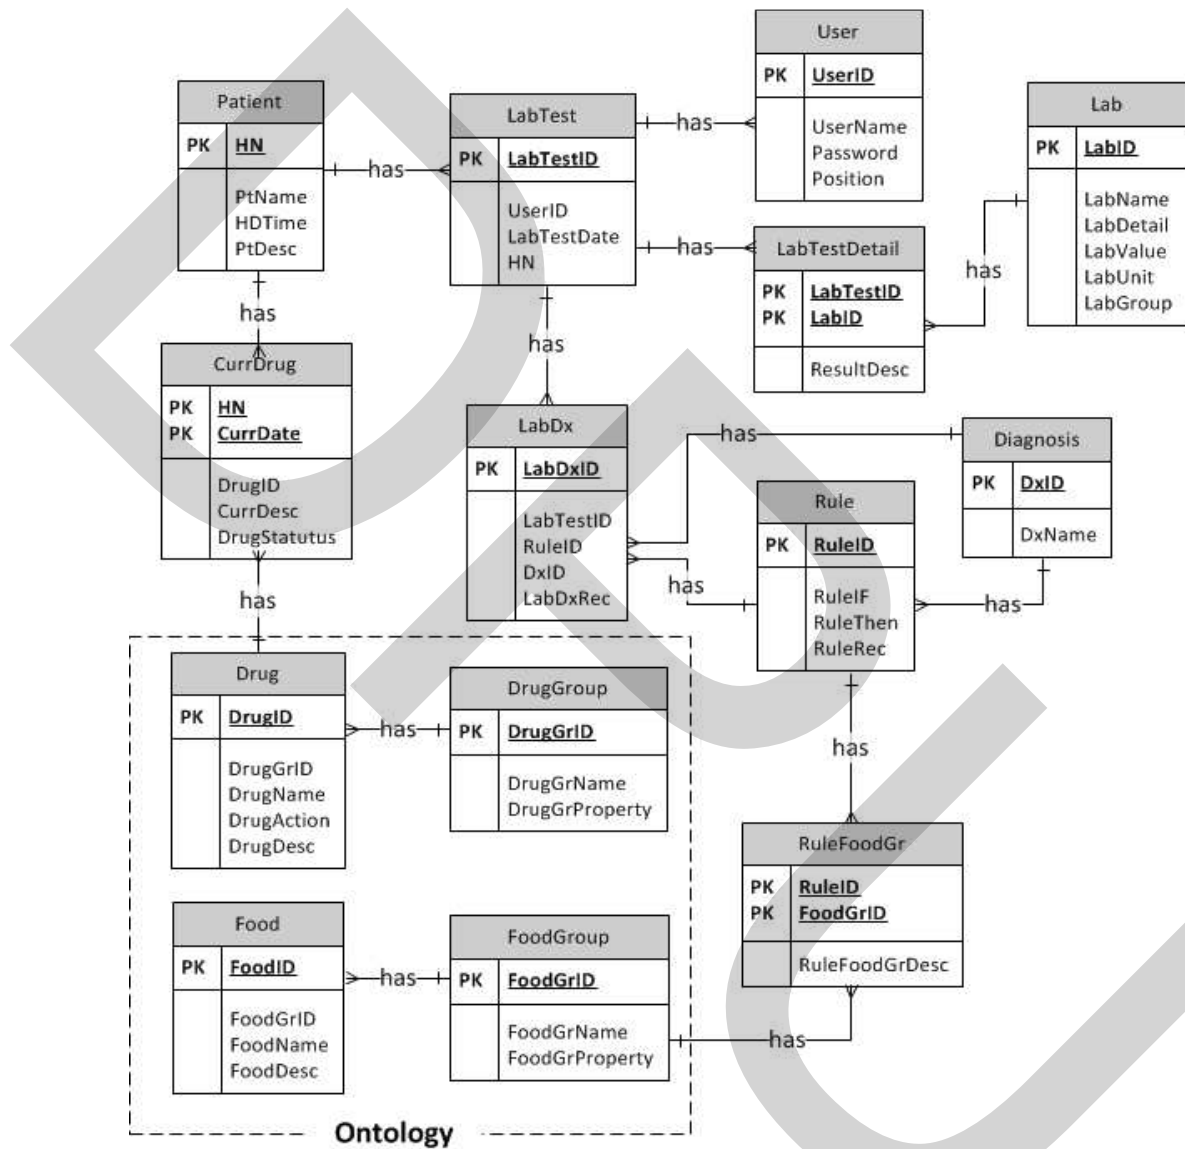 User
PK UserID
UserName
Password
Position
Patient
PK HN
PtName
HDTime
PtDesc
has
LabTest
PK LabTestID
UserID
LabTestDate
HN
has
Lab
PK LabID
LabName
LabDetail
LabValue
LabUnit
LabGroup
has
LabTestDetail
PK LabTestID
PK LabID
ResultDesc
has
has
CurrDrug
PK HN
PK CurrDate
DrugID
CurrDesc
DrugStatutus
has
LabDx
PK LabDxID
LabTestID
RuleID
DxID
LabDxRec
has
Diagnosis
PK DxID
DxName
has
Rule
PK RuleID
RuleIF
RuleThen
RuleRec
has
has
Drug
PK DrugID
DrugGrID
DrugName
DrugAction
DrugDesc
has
DrugGroup
PK DrugGrID
DrugGrName
DrugGrProperty
has
RuleFoodGr
PK RuleID
PK FoodGrID
RuleFoodGrDesc
Food
PK FoodID
FoodGrID
FoodName
FoodDesc
has
FoodGroup
PK FoodGrID
FoodGrName
FoodGrProperty
has
Ontology